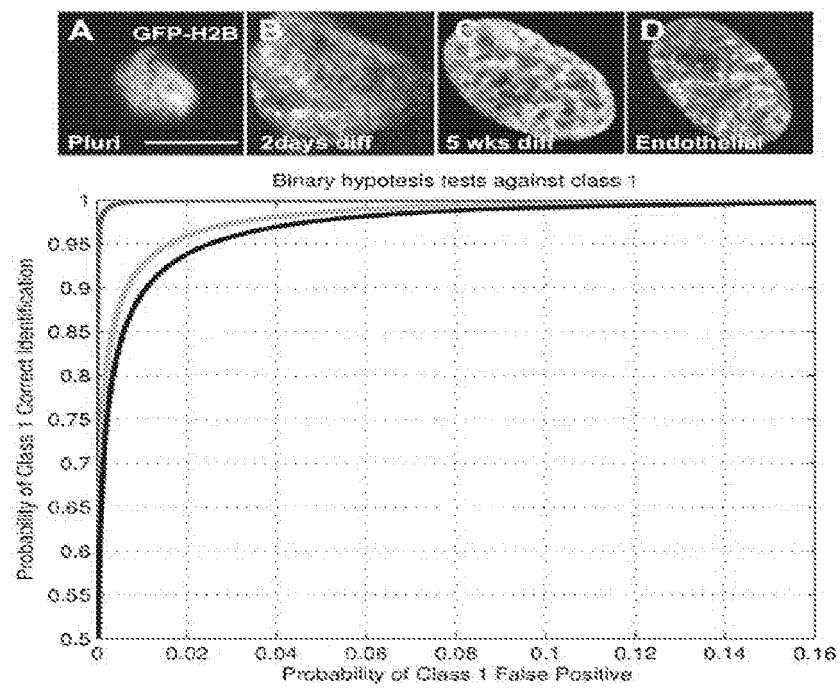 A
GFP-H2B
B
C
D
Pluri
2days diff
5 wks diff
Endothelial
Binary hypotesis tests against class 1
Probability of Class 1 Correct Identification
1
0.95
0.9
0.85
0.8
0.75
0.7
0.65
0.6
0.55
0.5
0
0.02
0.04
0.06
0.08
0.1
0.12
0.14
0.16
Probability of Class 1 False Positive